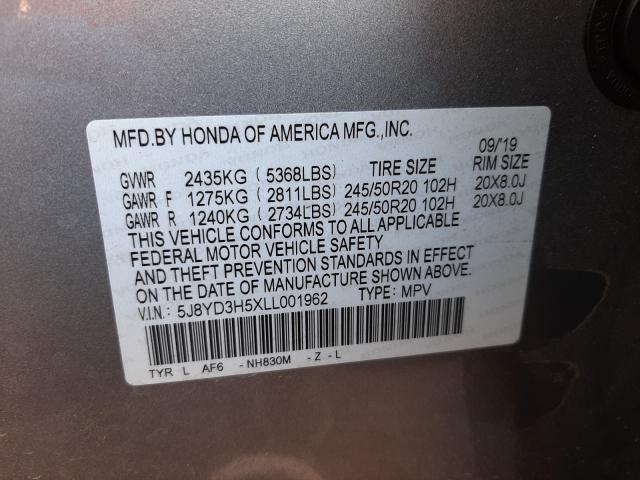 MFD.BY HONDA OF AMERICA MFG.,INC.
09/'19
GVWR 2435KG ( 5368LBS) TIRE SIZE RIM SIZE
GAWR F 1275KG ( 2811LBS) 245/50R20 102H 20X8.0J
GAWR R 1240KG ( 2734LBS) 245/50R20 102H 20X8.0J
THIS VEHICLE CONFORMS TO ALL APPLICABLE
FEDERAL MOTOR VEHICLE SAFETY
AND THEFT PREVENTION STANDARDS IN EFFECT
ON THE DATE OF MANUFACTURE SHOWN ABOVE.
V.I.N.: 5J8YD3H5XLL001962 TYPE: MPV
TYR L AF6 -NH830M -Z -L